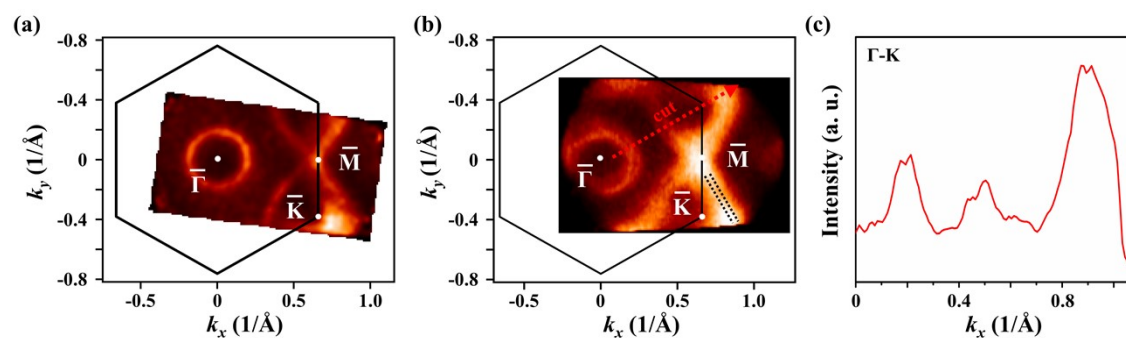 (a)
-0.8
-0.4
0
0.4
-0.8
k_y (1/Å)
Γ̅
M̅
K̅
-0.5
0
0.5
1.0
k_x (1/Å)
(b)
-0.8
-0.4
0
-0.4
-0.8
k_y (1/Å)
cut
Γ̅
M̅
K̅
-0.5
0
0.5
1.0
k_x (1/Å)
(c)
Γ-K
Intensity (a. u.)
0
0.4
0.8
k_x (1/Å)